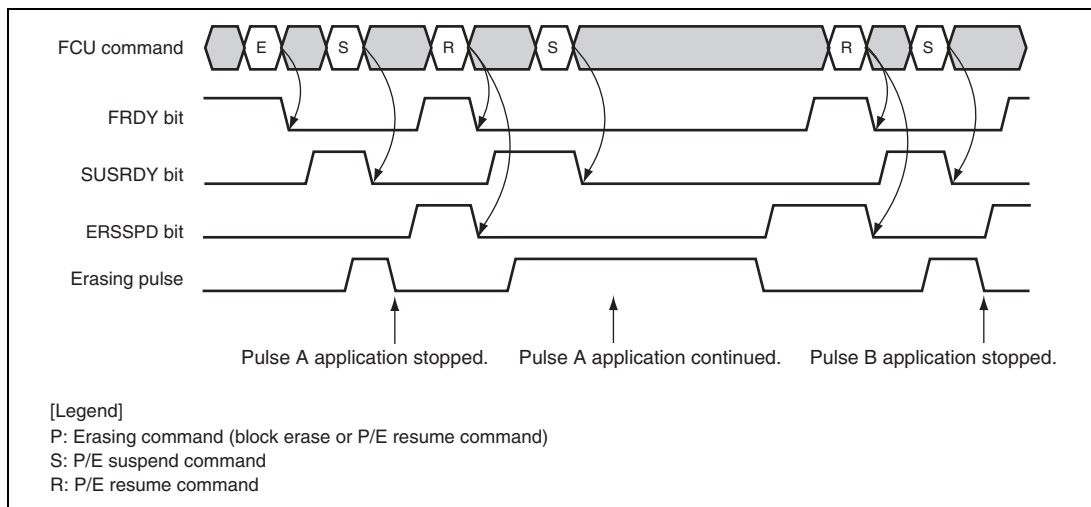 FCU command E S R S R S
FRDY bit
SUSRDY bit
ERSSPD bit
Erasing pulse
Pulse A application stopped. Pulse A application continued. Pulse B application stopped.
[Legend]
P: Erasing command (block erase or P/E resume command)
S: P/E suspend command
R: P/E resume command